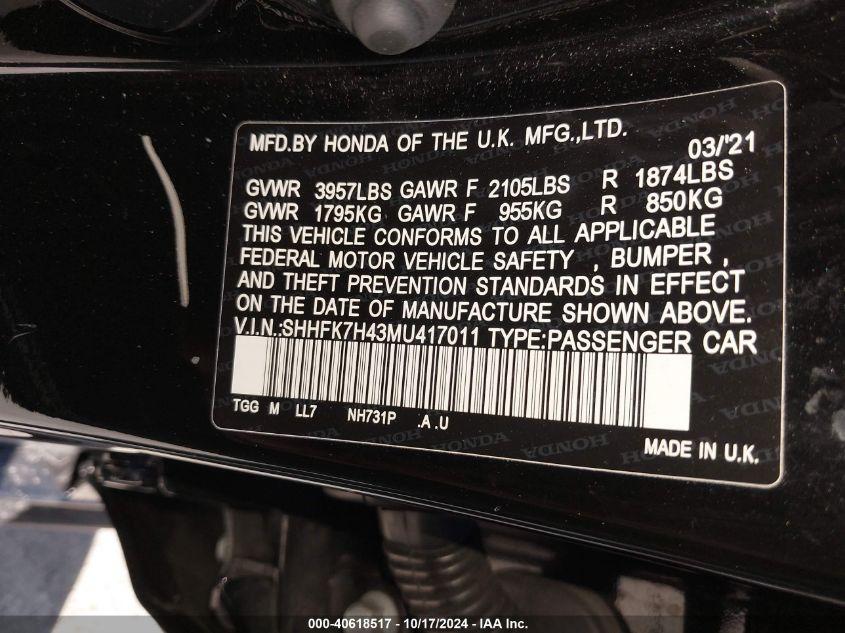 MFD.BY HONDA OF THE U.K. MFG.,LTD.
03/'21
GVWR 3957LBS GAWR F 2105LBS R 1874LBS
GVWR 1795KG GAWR F 955KG R 850KG
THIS VEHICLE CONFORMS TO ALL APPLICABLE
FEDERAL MOTOR VEHICLE SAFETY , BUMPER ,
AND THEFT PREVENTION STANDARDS IN EFFECT
ON THE DATE OF MANUFACTURE SHOWN ABOVE.
V.I.N.:SHHFK7H43MU417011 TYPE:PASSENGER CAR
TGG M LL7 NH731P .A .U
MADE IN U.K.
000-40618517 - 10/17/2024 - IAA Inc.